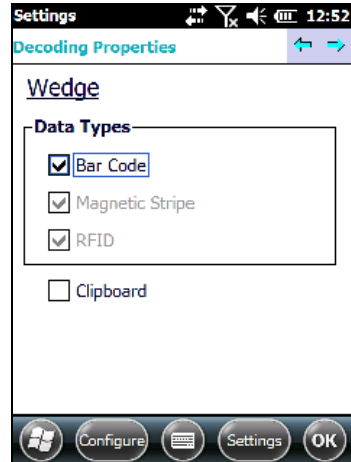 Settings 12:52
Decoding Properties
Wedge
Data Types
Bar Code
Magnetic Stripe
RFID
Clipboard
Configure Settings OK